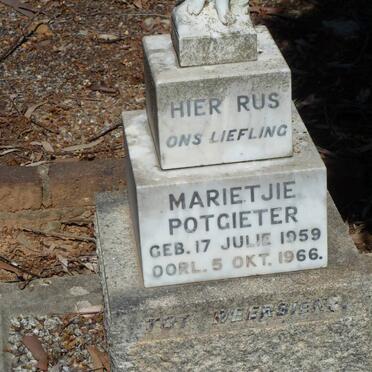 HIER RUS
ONS LIEFLING
MARIETJIE
POTGIETER
GEB. 17 JULIE 1959
OORL. 5 OKT. 1966.
TOT WEERSIENS.